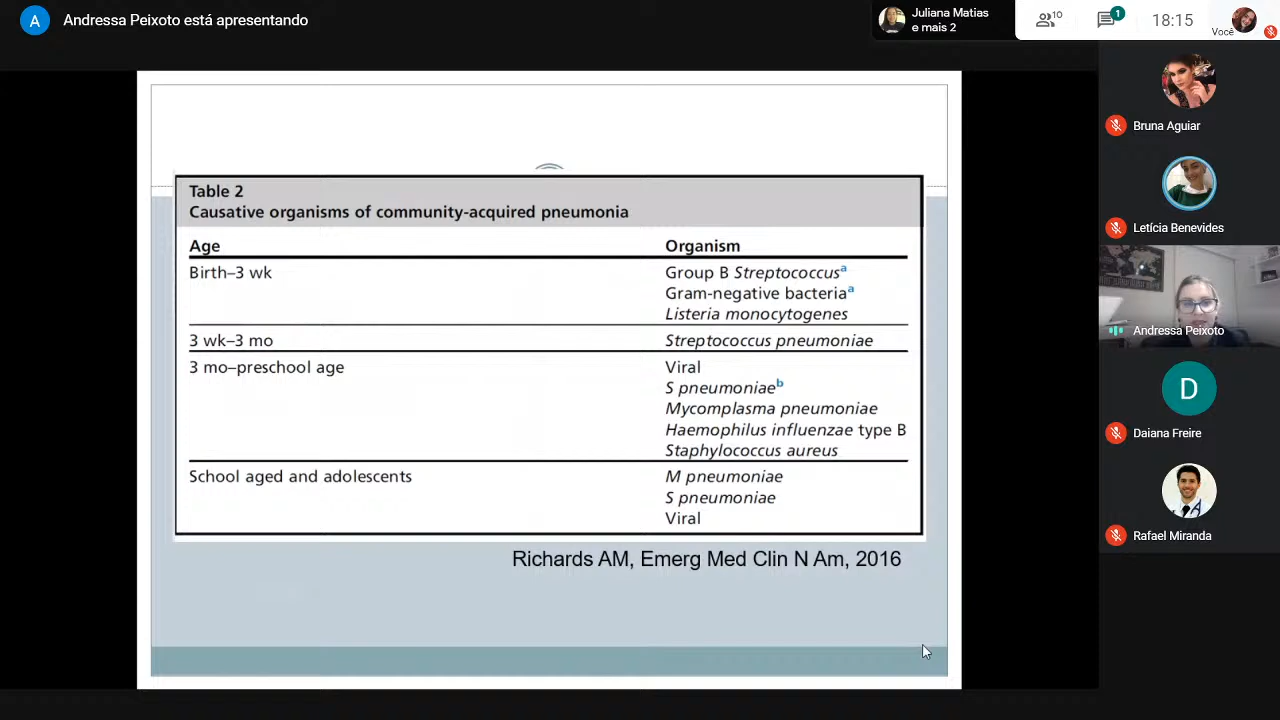 A
Andressa Peixoto está apresentando
Juliana Matias
e mais 2
10
1
18:15
Você
Table 2
Causative organisms of community-acquired pneumonia
Age
Organism
Birth–3 wk
Group B Streptococcusᵃ
Gram-negative bacteriaᵃ
Listeria monocytogenes
3 wk–3 mo
Streptococcus pneumoniae
3 mo–preschool age
Viral
S pneumoniaeᵇ
Mycomplasma pneumoniae
Haemophilus influenzae type B
Staphylococcus aureus
School aged and adolescents
M pneumoniae
S pneumoniae
Viral
Richards AM, Emerg Med Clin N Am, 2016
Bruna Aguiar
Letícia Benevides
Andressa Peixoto
D
Daiana Freire
Rafael Miranda